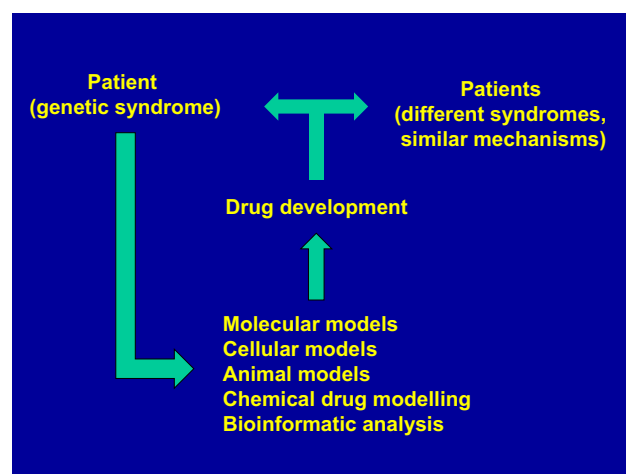 Patient
(genetic syndrome)
Patients
(different syndromes,
similar mechanisms)
Drug development
Molecular models
Cellular models
Animal models
Chemical drug modelling
Bioinformatic analysis